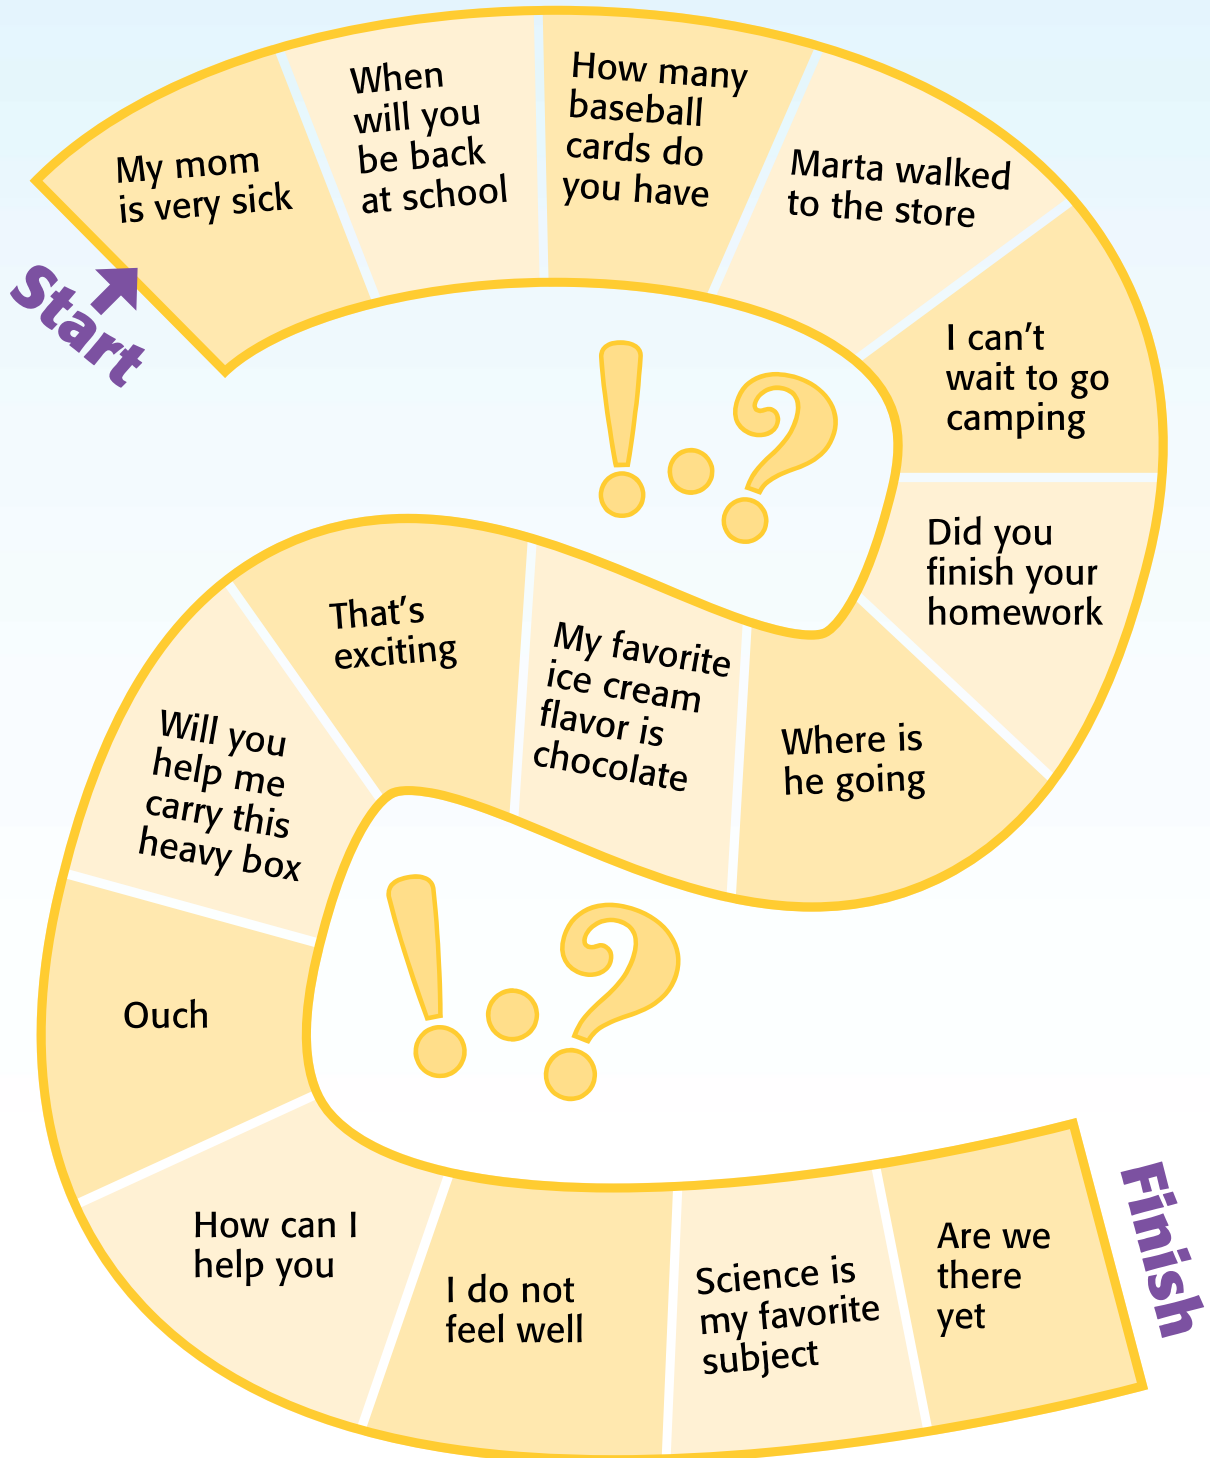 Start
My mom
is very sick
When
will you
be back
at school
How many
baseball
cards do
you have
Marta walked
to the store
I can't
wait to go
camping
Did you
finish your
homework
Where is
he going
My favorite
ice cream
flavor is
chocolate
That's
exciting
Will you
help me
carry this
heavy box
Ouch
How can I
help you
I do not
feel well
Science is
my favorite
subject
Are we
there
yet
Finish
! . ?
! . ?